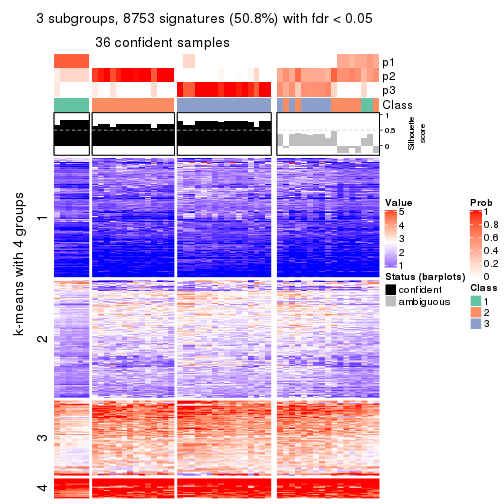 3 subgroups, 8753 signatures (50.8%) with fdr < 0.05
36 confident samples
p1
p2
p3
Class
1
0.5
0
Silhouette
score
k-means with 4 groups
1
2
3
4
Value
5
4
3
2
1
Status (barplots)
confident
ambiguous
Prob
1
0.8
0.6
0.4
0.2
0
Class
1
2
3